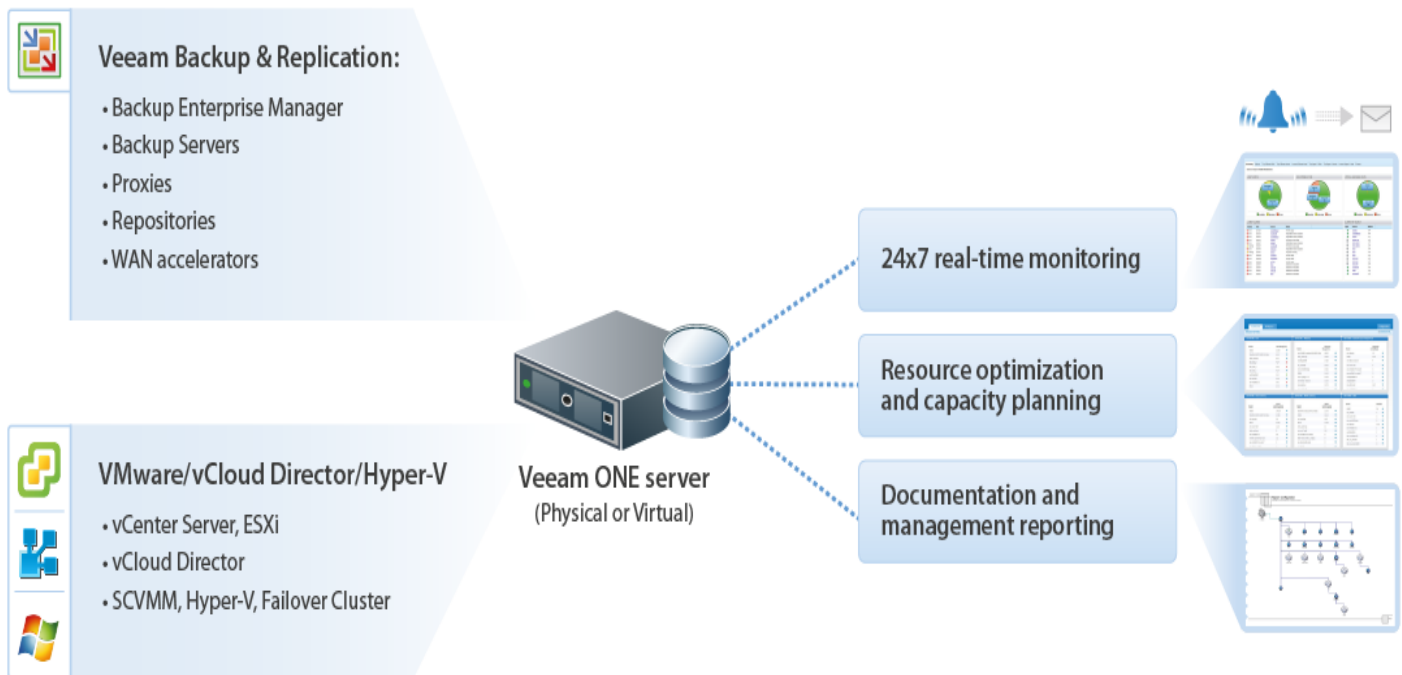 Veeam Backup & Replication:
• Backup Enterprise Manager
• Backup Servers
• Proxies
• Repositories
• WAN accelerators
VMware/vCloud Director/Hyper-V
• vCenter Server, ESXi
• vCloud Director
• SCVMM, Hyper-V, Failover Cluster
Veeam ONE server
(Physical or Virtual)
24x7 real-time monitoring
Resource optimization
and capacity planning
Documentation and
management reporting